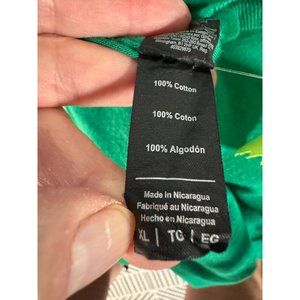 100% Cotton
100% Coton
100% Algodón
Made in Nicaragua
Fabriqué au Nicaragua
Hecho en Nicaragua
XL | TG | EG